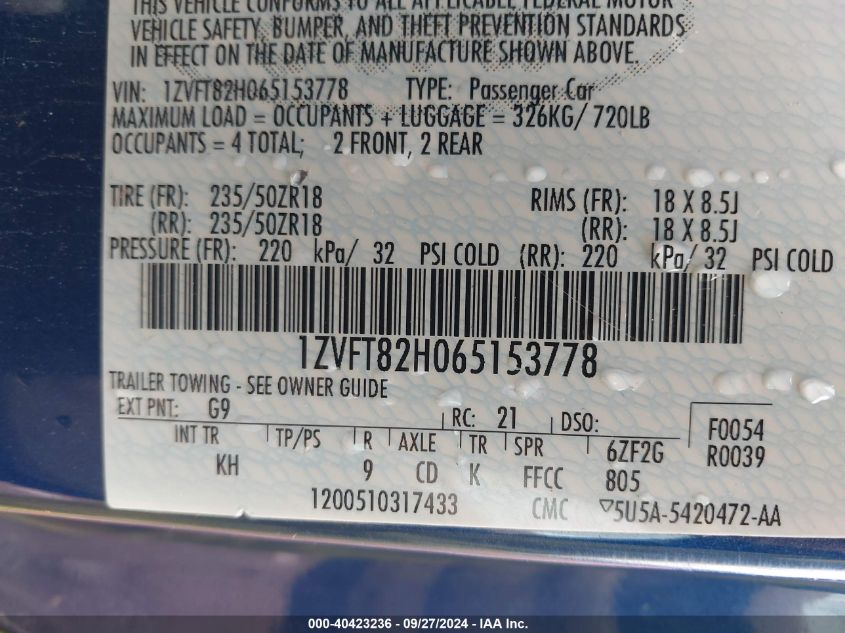 THIS VEHICLE CONFORMS TO ALL APPLICABLE FEDERAL MOTOR
VEHICLE SAFETY, BUMPER, AND THEFT PREVENTION STANDARDS
IN EFFECT ON THE DATE OF MANUFACTURE SHOWN ABOVE.
VIN: 1ZVFT82H065153778 TYPE: Passenger Car
MAXIMUM LOAD = OCCUPANTS + LUGGAGE = 326KG/ 720LB
OCCUPANTS = 4 TOTAL; 2 FRONT, 2 REAR
TIRE (FR): 235/50ZR18 RIMS (FR): 18 X 8.5J
(RR): 235/50ZR18 (RR): 18 X 8.5J
PRESSURE (FR): 220 kPa/ 32 PSI COLD (RR): 220 kPa/ 32 PSI COLD
1ZVFT82H065153778
TRAILER TOWING - SEE OWNER GUIDE
EXT PNT: G9 RC: 21 DSO: F0054
INT TR TP/PS R AXLE TR SPR 6ZF2G R0039
KH 9 CD K FFCC 805
1200510317433 CMC ▽5U5A-5420472-AA
000-40423236 - 09/27/2024 - IAA Inc.